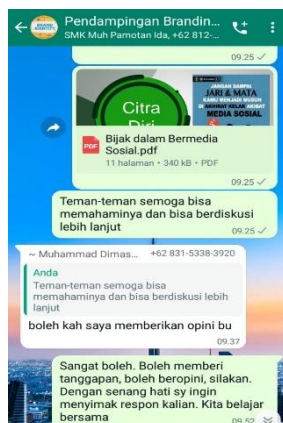 Pendampingan Brandin...
SMK Muh Pamotan Ida, +62 812-...
09.25
Citra
Diri
JANGAN SAMPAI
JARI & MATA
KAMU MENJADI MUSUH
DI AKHIRAT KELAK AKIBAT
MEDIA SOSIAL
PDF
Bijak dalam Bermedia
Sosial.pdf
11 halaman • 340 kB • PDF
09.25
Teman-teman semoga bisa
memahaminya dan bisa berdiskusi
lebih lanjut
09.25
~ Muhammad Dimas... +62 831-5338-3920
Anda
Teman-teman semoga bisa
memahaminya dan bisa berdiskusi lebih
lanjut
boleh kah saya memberikan opini bu
09.37
Sangat boleh. Boleh memberi
tanggapan, boleh beropini, silakan.
Dengan senang hati sy ingin
menyimak respon kalian. Kita belajar
bersama
09.52